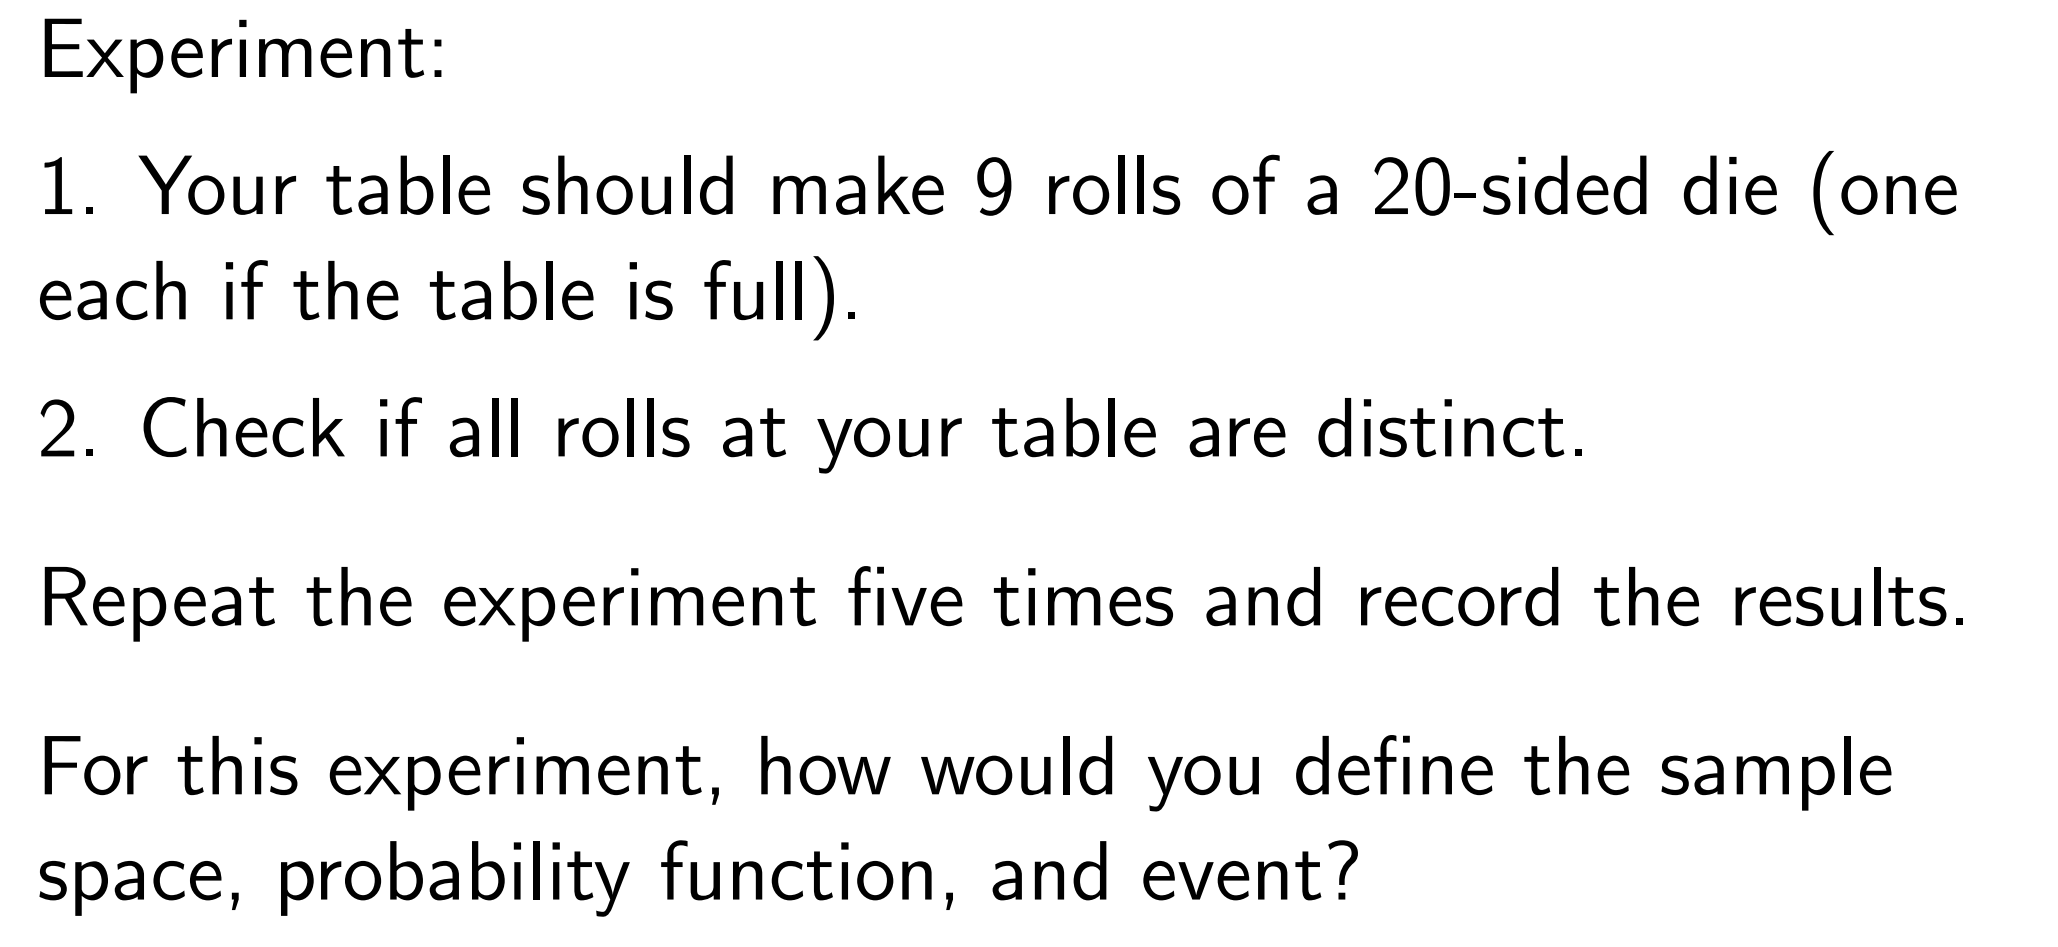 Experiment:
1. Your table should make 9 rolls of a 20-sided die (one
each if the table is full).
2. Check if all rolls at your table are distinct.
Repeat the experiment five times and record the results.
For this experiment, how would you define the sample
space, probability function, and event?